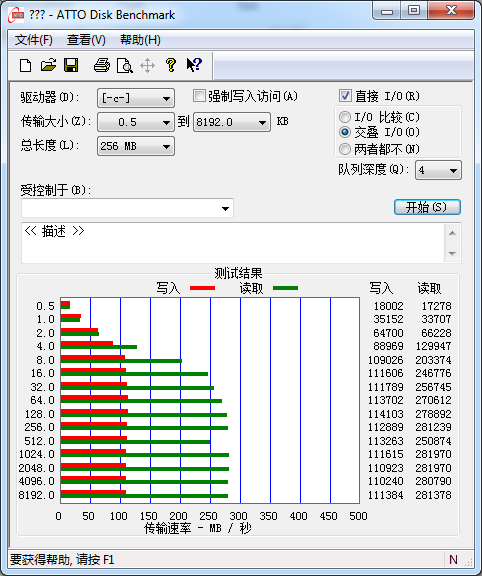 ??? - ATTO Disk Benchmark
文件(F) 查看(V) 帮助(H)
驱动器(D): [-c-] 强制写入访问(A) 直接 I/O(R)
传输大小(Z): 0.5 到 8192.0 KB I/O 比较(C)
交叠 I/O(O)
总长度(L): 256 MB 两者都不(N)
队列深度(Q): 4
受控制于(B):
开始(S)
<< 描述 >>
测试结果
写入 读取 写入 读取
0.5 18002 17278
1.0 35152 33707
2.0 64700 66228
4.0 88969 129947
8.0 109026 203374
16.0 111606 246776
32.0 111789 256745
64.0 113702 270612
128.0 114103 278892
256.0 112889 281239
512.0 113263 250874
1024.0 111615 281970
2048.0 110923 281970
4096.0 110240 280790
8192.0 111384 281378
0 50 100 150 200 250 300 350 400 450 500
传输速率 - MB / 秒
要获得帮助, 请按 F1 N